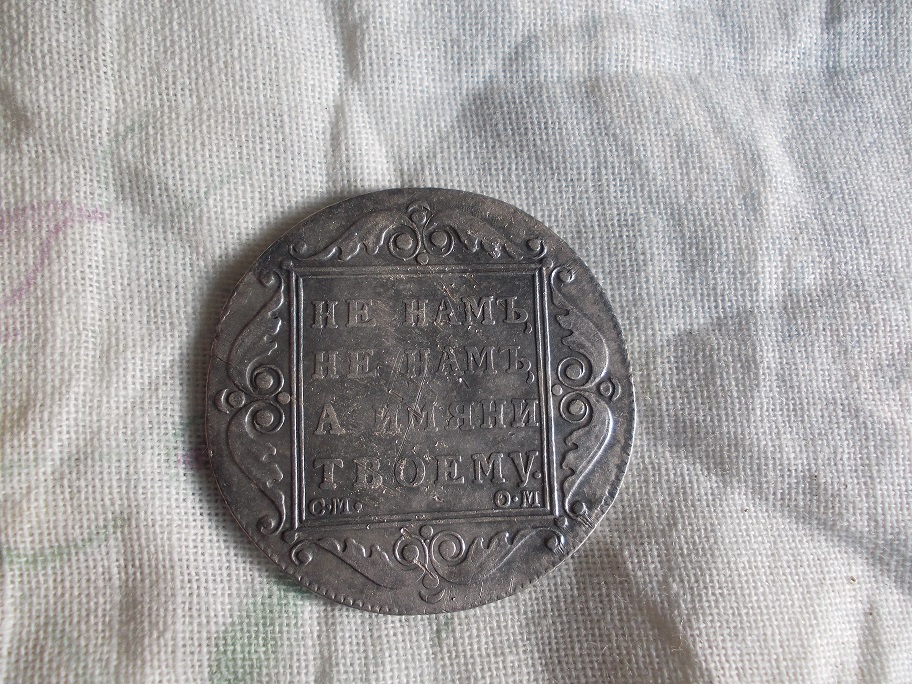 НЕ НАМЪ,
НЕ НАМЪ,
А ИМЯНИ
ТВОЕМУ.
С·М· Ѳ·М